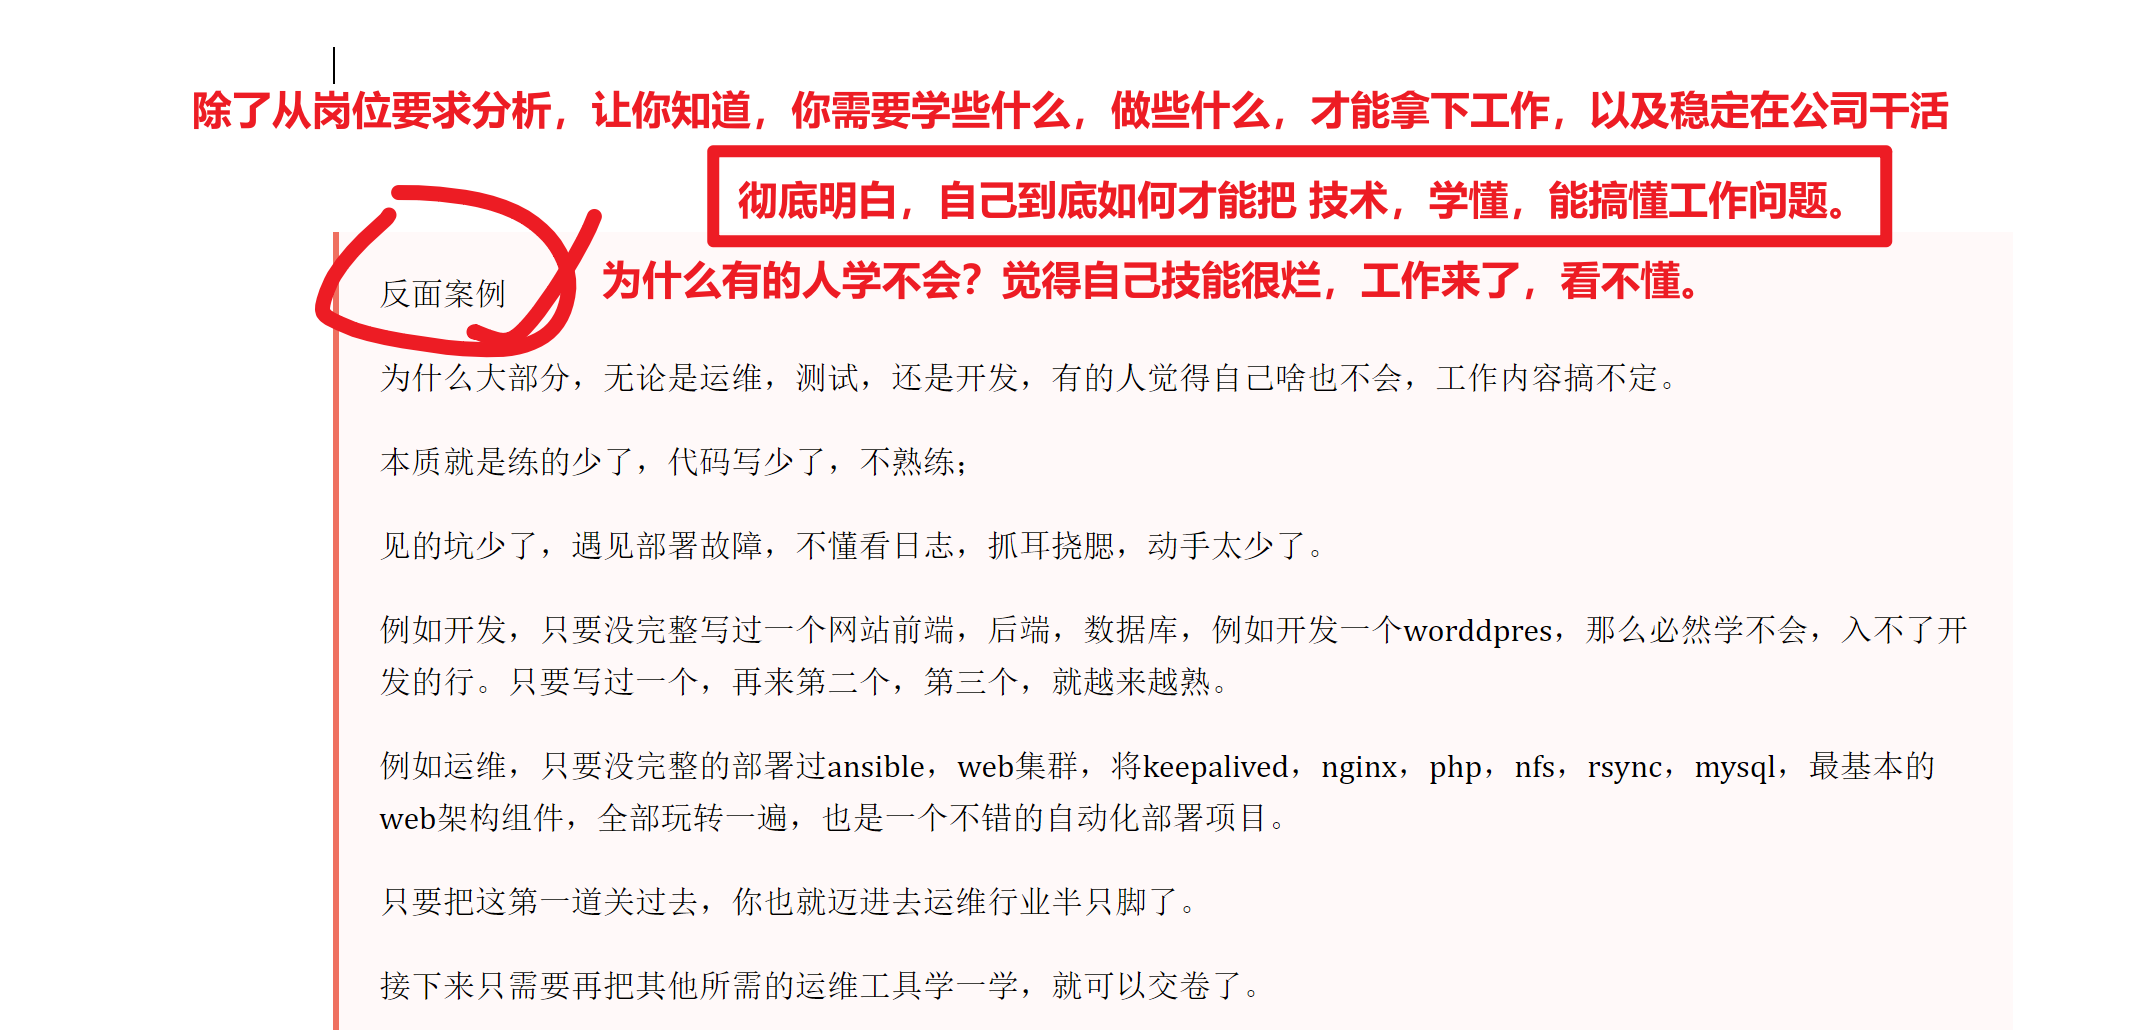 除了从岗位要求分析，让你知道，你需要学些什么，做些什么，才能拿下工作，以及稳定在公司干活
彻底明白，自己到底如何才能把 技术，学懂，能搞懂工作问题。
反面案例
为什么有的人学不会？觉得自己技能很烂，工作来了，看不懂。
为什么大部分，无论是运维，测试，还是开发，有的人觉得自己啥也不会，工作内容搞不定。
本质就是练的少了，代码写少了，不熟练；
见的坑少了，遇见部署故障，不懂看日志，抓耳挠腮，动手太少了。
例如开发，只要没完整写过一个网站前端，后端，数据库，例如开发一个worddpres，那么必然学不会，入不了开
发的行。只要写过一个，再来第二个，第三个，就越来越熟。
例如运维，只要没完整的部署过ansible，web集群，将keepalived，nginx，php，nfs，rsync，mysql，最基本的
web架构组件，全部玩转一遍，也是一个不错的自动化部署项目。
只要把这第一道关过去，你也就迈进去运维行业半只脚了。
接下来只需要再把其他所需的运维工具学一学，就可以交卷了。